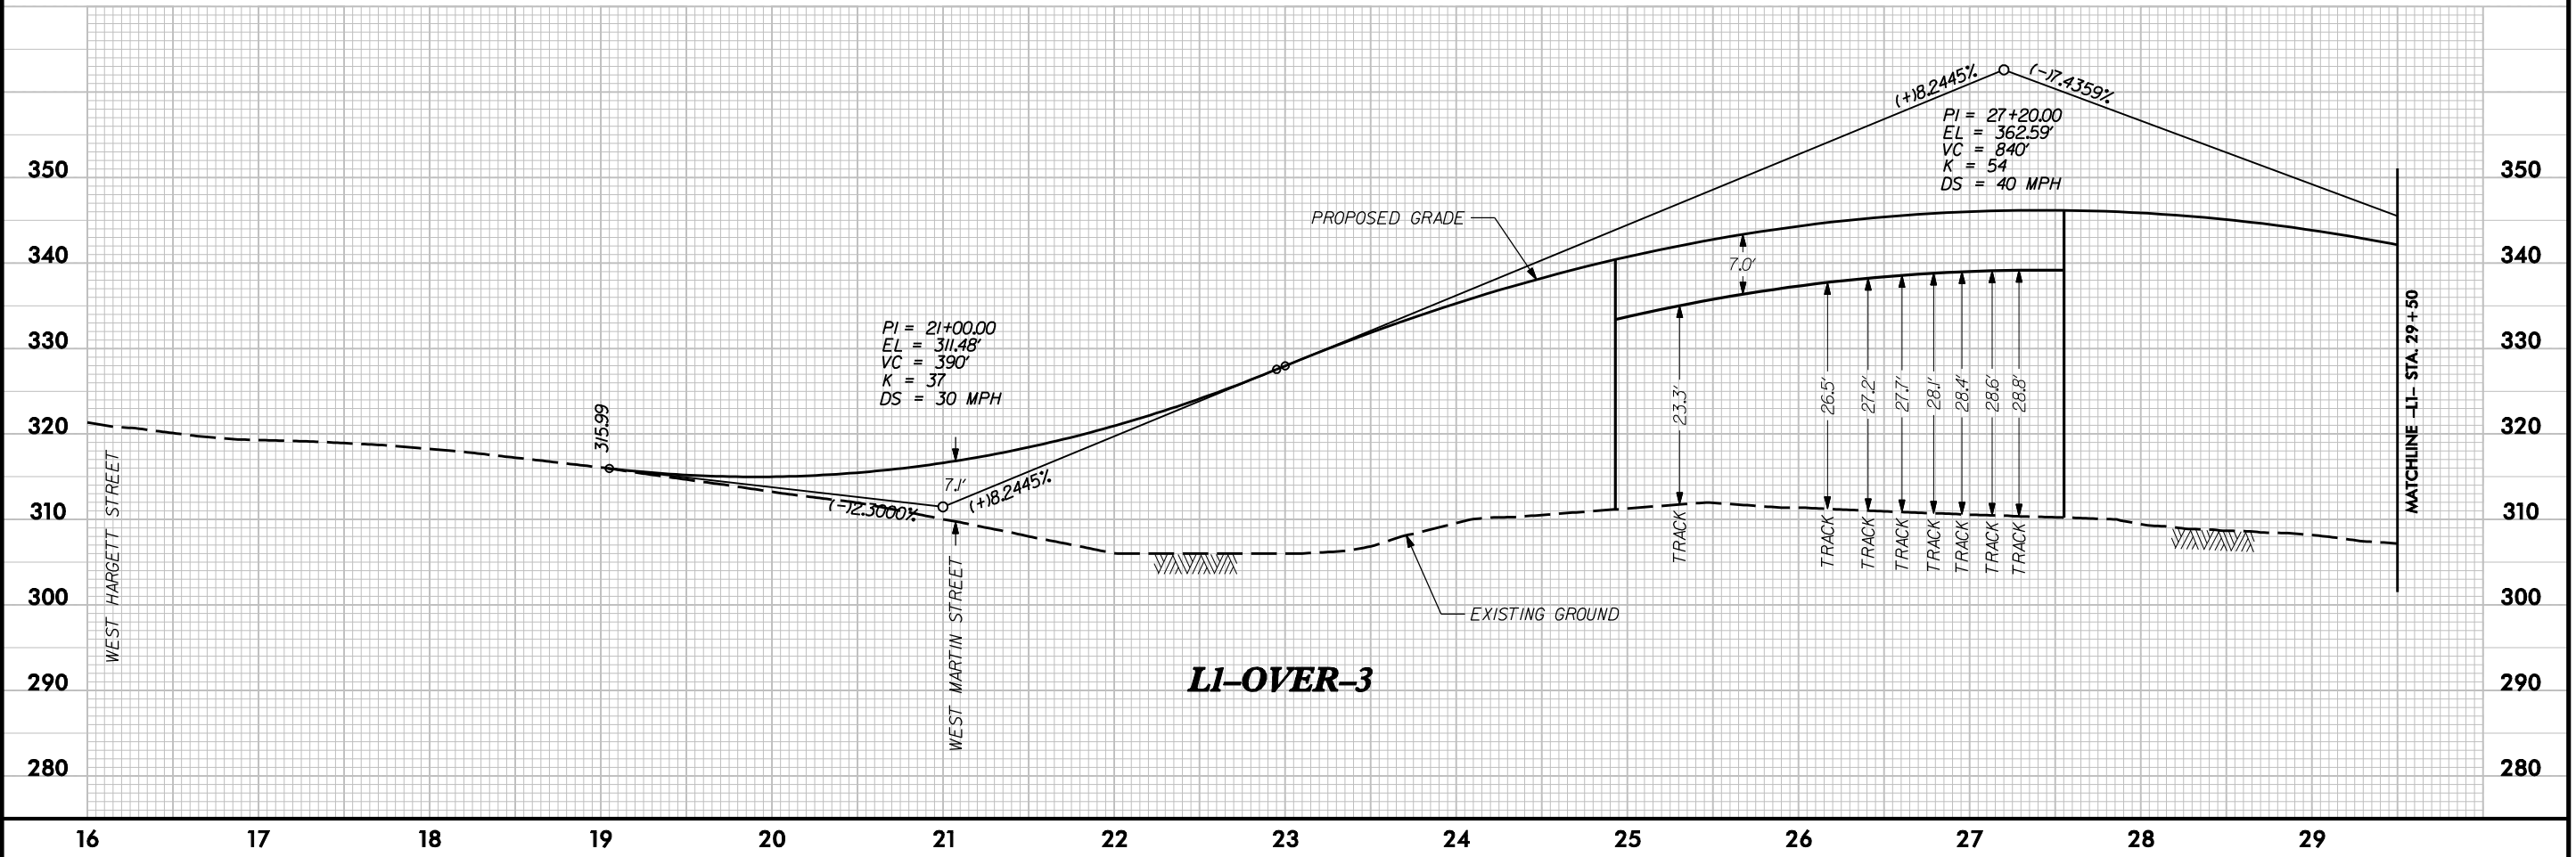 (+)8.2445%
(-)7.4359%
PI = 27+20.00
EL = 362.59'
VC = 840'
K = 54
DS = 40 MPH
350
350
PROPOSED GRADE
340
7.0'
340
PI = 21+00.00
EL = 311.48'
VC = 390'
K = 37
DS = 30 MPH
330
330
MATCHLINE -L1- STA. 29+50
320
315.99
23.3'
26.5'
27.2'
27.7'
28.1'
28.4'
28.6'
28.8'
320
WEST HARGETT STREET
7.1'
(-)2.3000%
(+)8.2445%
310
310
TRACK
TRACK
TRACK
TRACK
TRACK
TRACK
TRACK
TRACK
WEST MARTIN STREET
300
EXISTING GROUND
300
290
L1-OVER-3
290
280
280
16 17 18 19 20 21 22 23 24 25 26 27 28 29